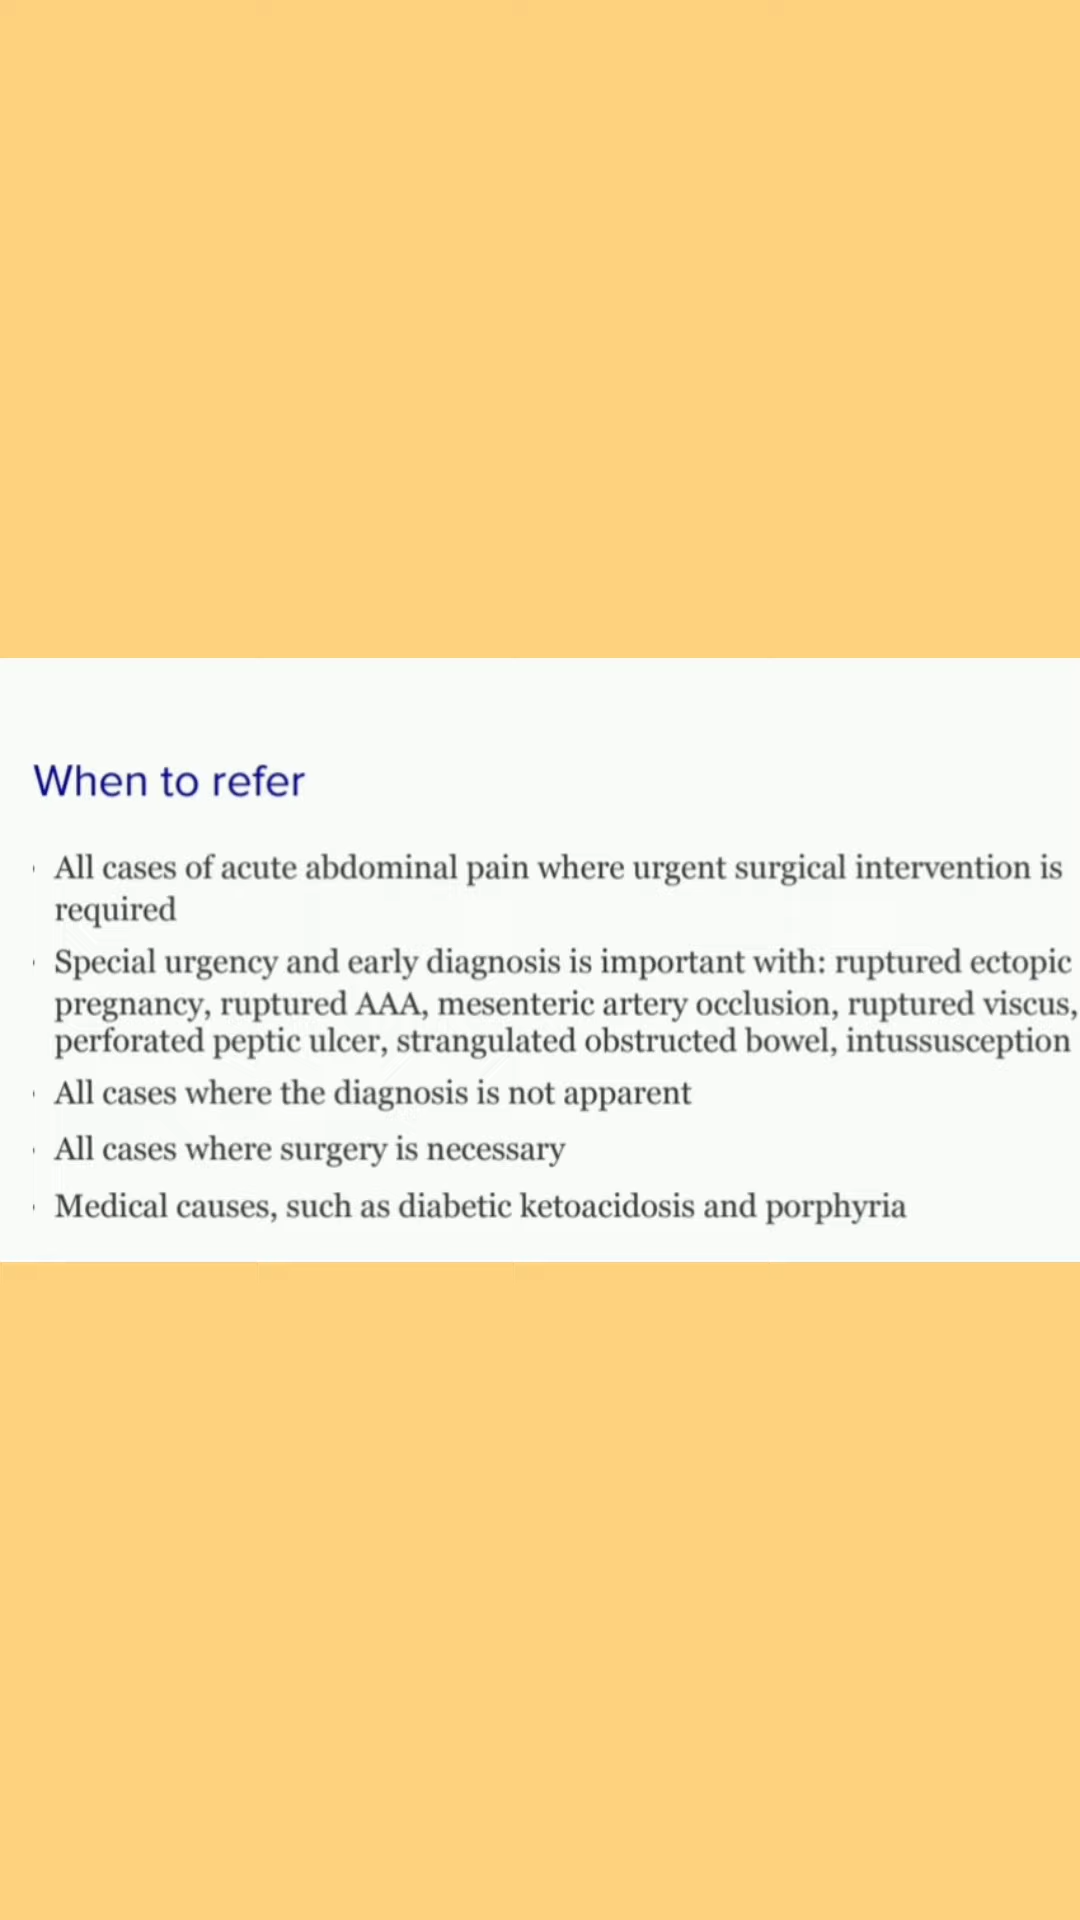 When to refer
All cases of acute abdominal pain where urgent surgical intervention is
required
Special urgency and early diagnosis is important with: ruptured ectopic
pregnancy, ruptured AAA, mesenteric artery occlusion, ruptured viscus,
perforated peptic ulcer, strangulated obstructed bowel, intussusception
All cases where the diagnosis is not apparent
All cases where surgery is necessary
Medical causes, such as diabetic ketoacidosis and porphyria